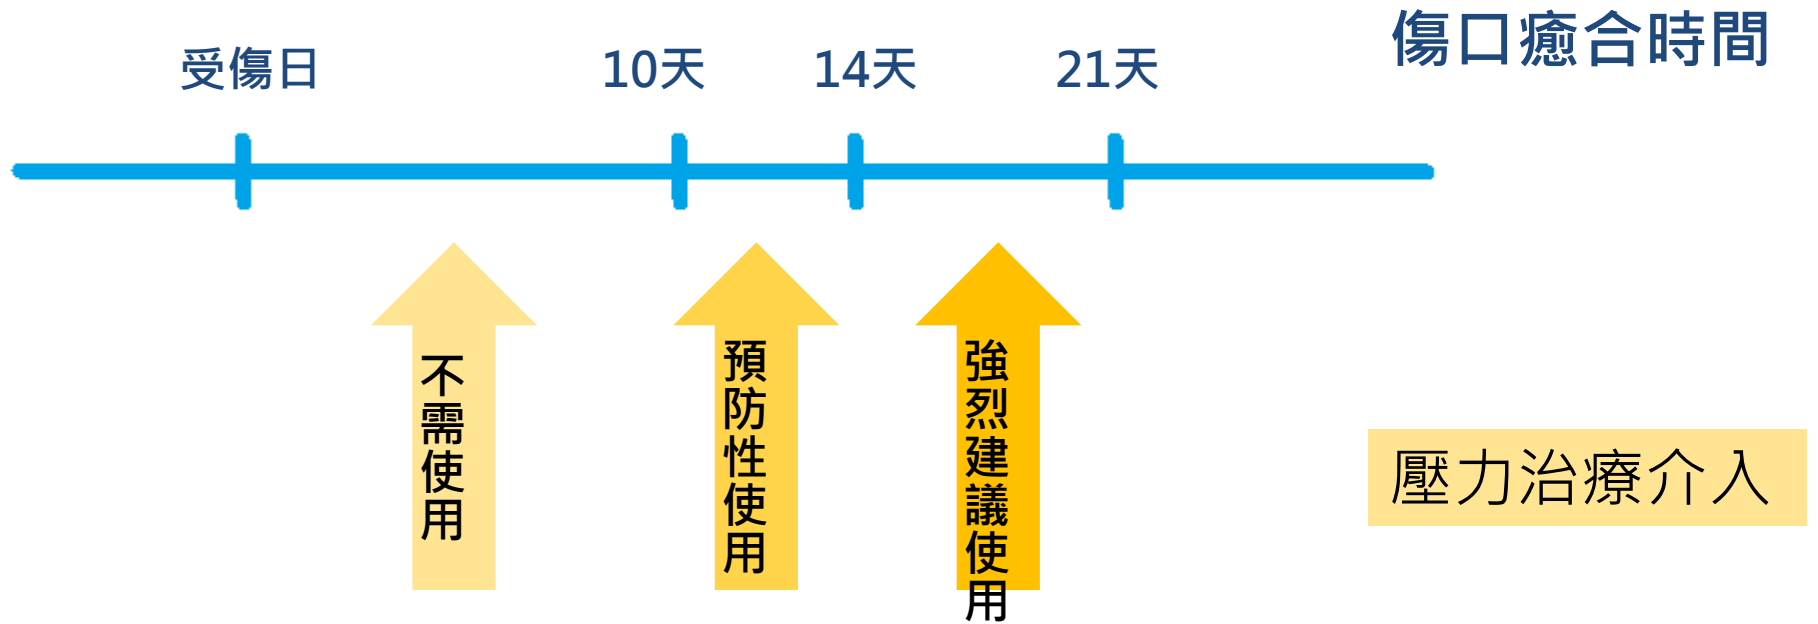 傷口癒合時間
受傷日
10天
14天
21天
不需使用
預防性使用
強烈建議使用
壓力治療介入